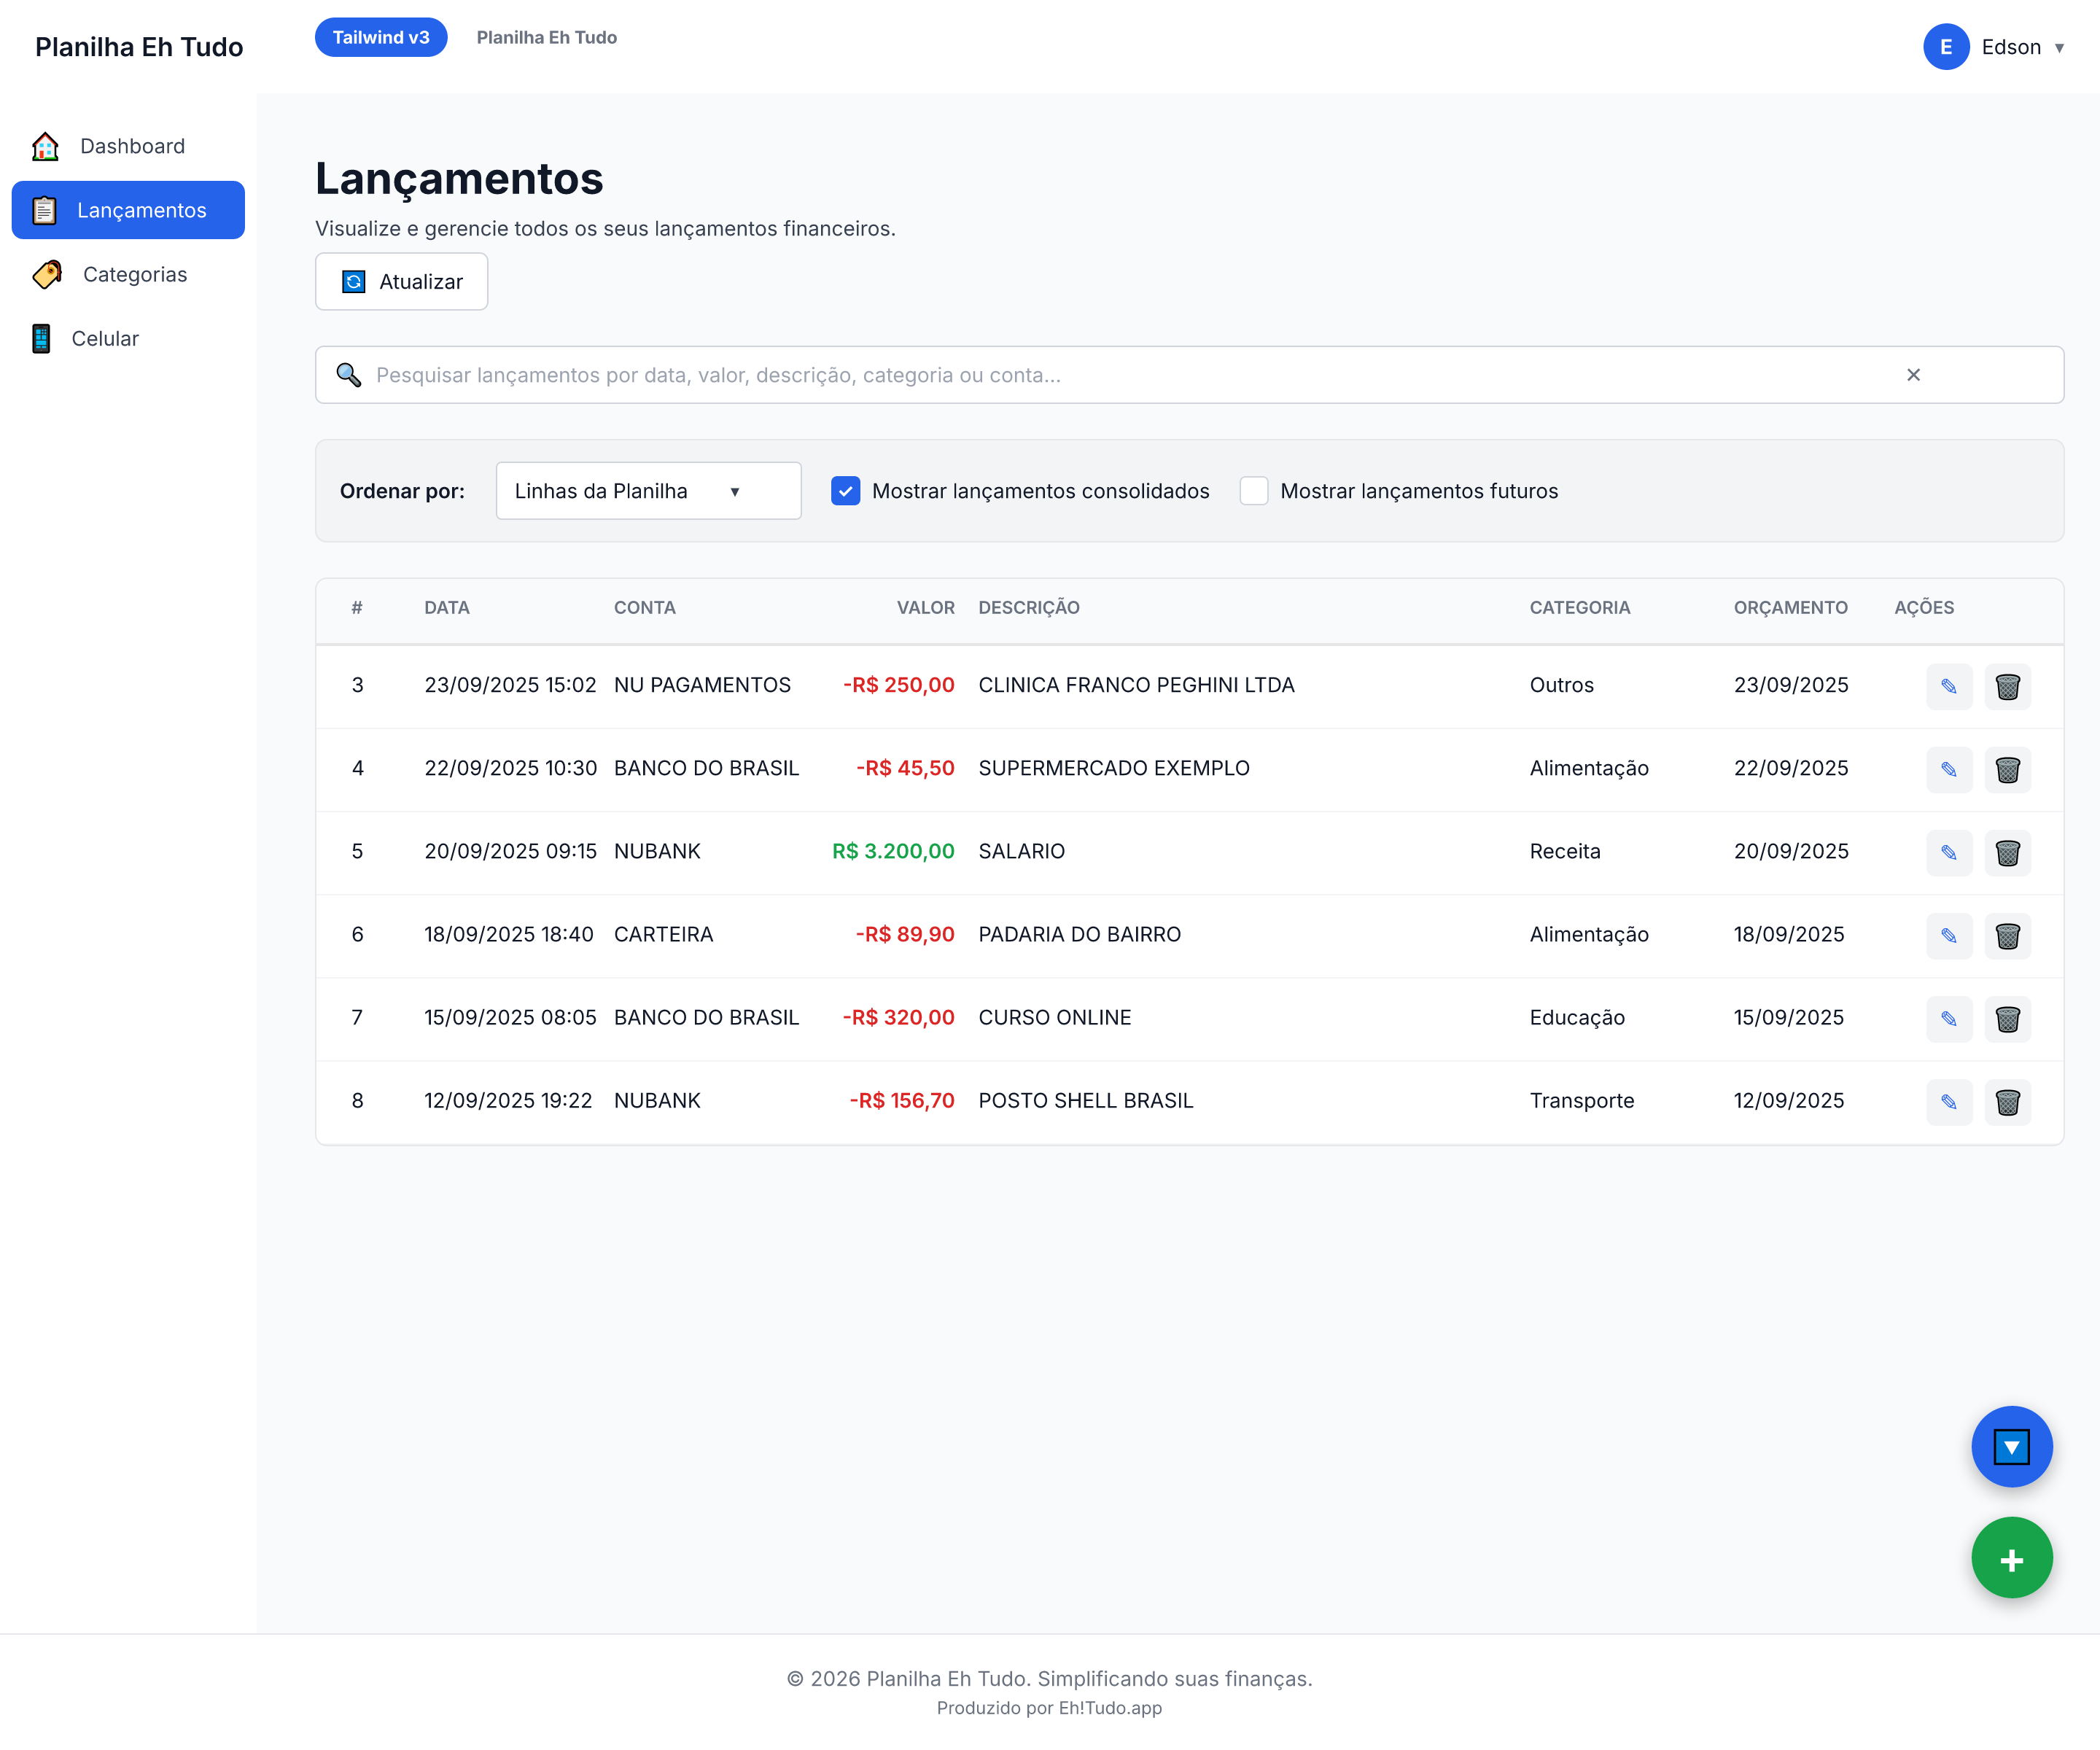 Planilha Eh Tudo
Tailwind v3
Planilha Eh Tudo
E Edson ▼
Dashboard
Lançamentos
Categorias
Celular
Lançamentos
Visualize e gerencie todos os seus lançamentos financeiros.
Atualizar
Pesquisar lançamentos por data, valor, descrição, categoria ou conta... ✕
Ordenar por: Linhas da Planilha ▼ Mostrar lançamentos consolidados Mostrar lançamentos futuros
# DATA CONTA VALOR DESCRIÇÃO CATEGORIA ORÇAMENTO AÇÕES
3 23/09/2025 15:02 NU PAGAMENTOS -R$ 250,00 CLINICA FRANCO PEGHINI LTDA Outros 23/09/2025
4 22/09/2025 10:30 BANCO DO BRASIL -R$ 45,50 SUPERMERCADO EXEMPLO Alimentação 22/09/2025
5 20/09/2025 09:15 NUBANK R$ 3.200,00 SALARIO Receita 20/09/2025
6 18/09/2025 18:40 CARTEIRA -R$ 89,90 PADARIA DO BAIRRO Alimentação 18/09/2025
7 15/09/2025 08:05 BANCO DO BRASIL -R$ 320,00 CURSO ONLINE Educação 15/09/2025
8 12/09/2025 19:22 NUBANK -R$ 156,70 POSTO SHELL BRASIL Transporte 12/09/2025
+
© 2026 Planilha Eh Tudo. Simplificando suas finanças.
Produzido por Eh!Tudo.app